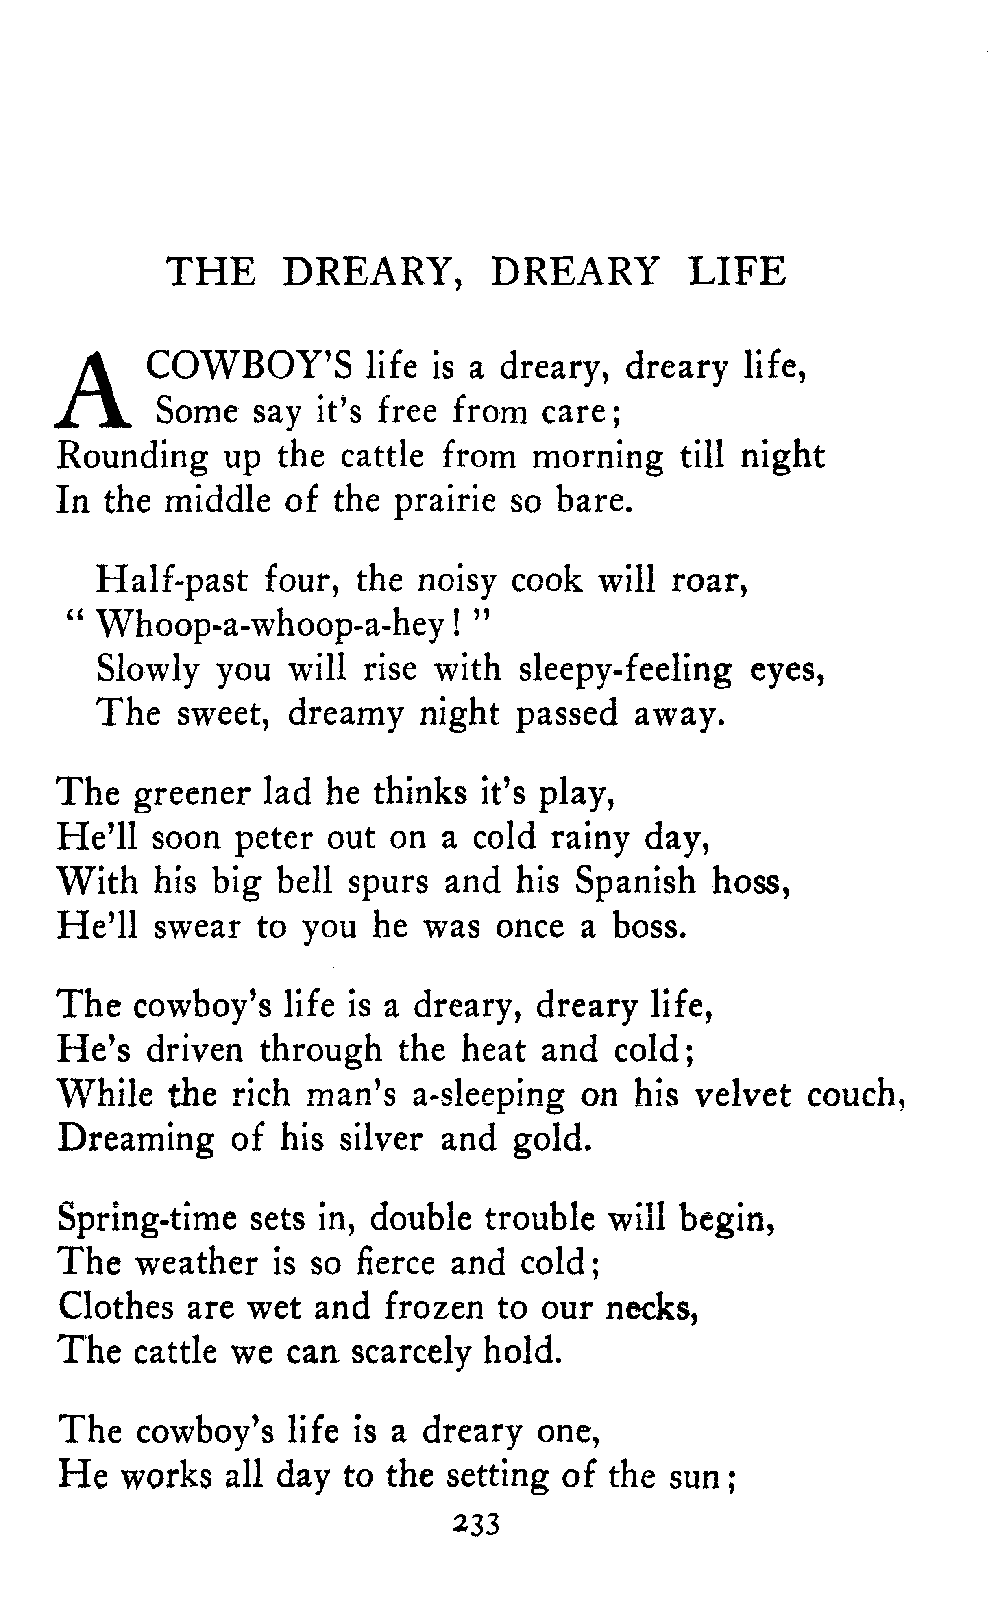 THE DREARY, DREARY LIFE
A COWBOY'S life is a dreary, dreary life,
Some say it's free from care;
Rounding up the cattle from morning till night
In the middle of the prairie so bare.
Half-past four, the noisy cook will roar,
" Whoop-a-whoop-a-hey! "
Slowly you will rise with sleepy-feeling eyes,
The sweet, dreamy night passed away.
The greener lad he thinks it's play,
He'll soon peter out on a cold rainy day,
With his big bell spurs and his Spanish hoss,
He'll swear to you he was once a boss.
The cowboy's life is a dreary, dreary life,
He's driven through the heat and cold;
While the rich man's a-sleeping on his velvet couch,
Dreaming of his silver and gold.
Spring-time sets in, double trouble will begin,
The weather is so fierce and cold;
Clothes are wet and frozen to our necks,
The cattle we can scarcely hold.
The cowboy's life is a dreary one,
He works all day to the setting of the sun;
233